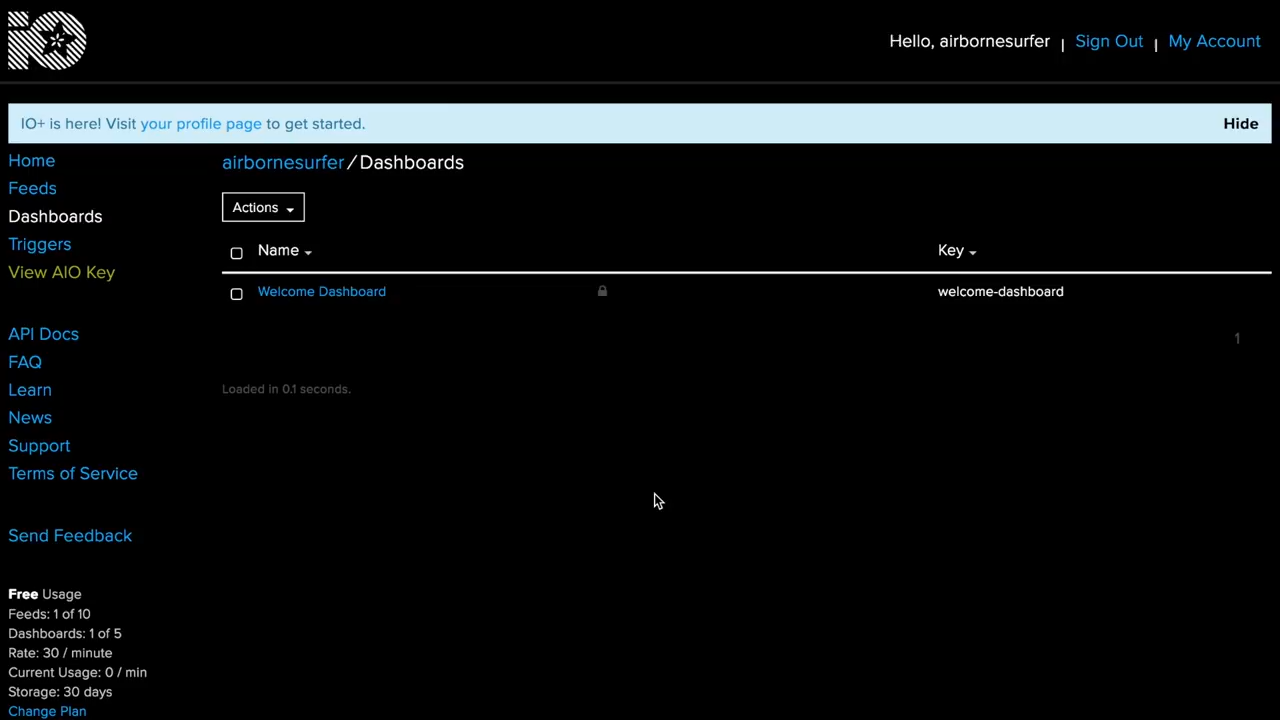 IO
Hello, airbornesurfer | Sign Out | My Account
IO+ is here! Visit your profile page to get started.
Hide
Home
Feeds
Dashboards
Triggers
View AIO Key
API Docs
FAQ
Learn
News
Support
Terms of Service
Send Feedback
Free Usage
Feeds: 1 of 10
Dashboards: 1 of 5
Rate: 30 / minute
Current Usage: 0 / min
Storage: 30 days
Change Plan
airbornesurfer / Dashboards
Actions
Name
Key
Welcome Dashboard
welcome-dashboard
1
Loaded in 0.1 seconds.